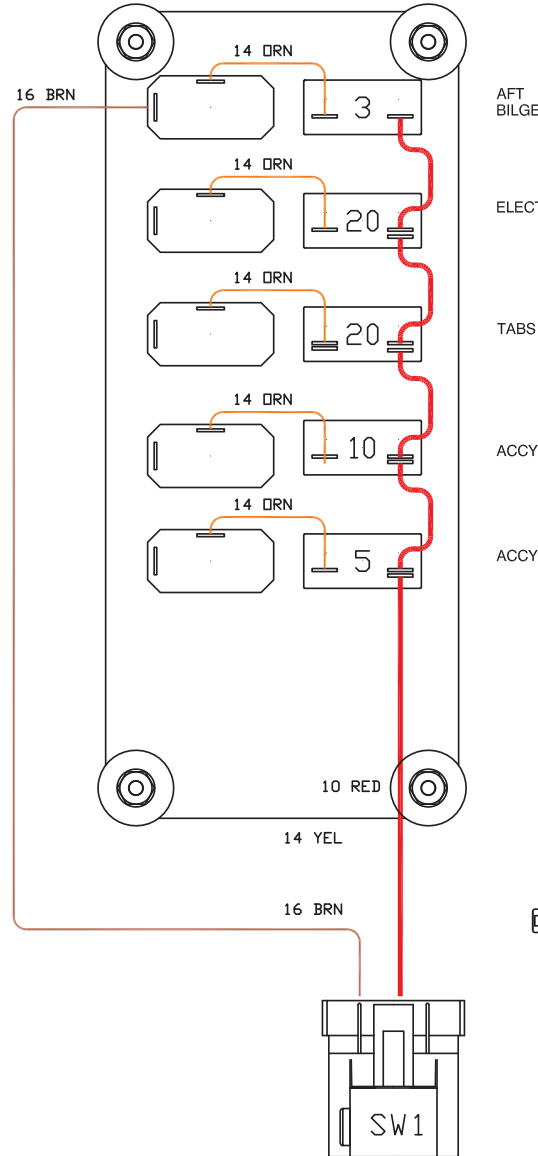 14 ORN
16 BRN
3
AFT
BILGE
14 ORN
20
ELECT
14 ORN
20
TABS
14 ORN
10
ACCY
14 ORN
5
ACCY
10 RED
14 YEL
16 BRN
SW1